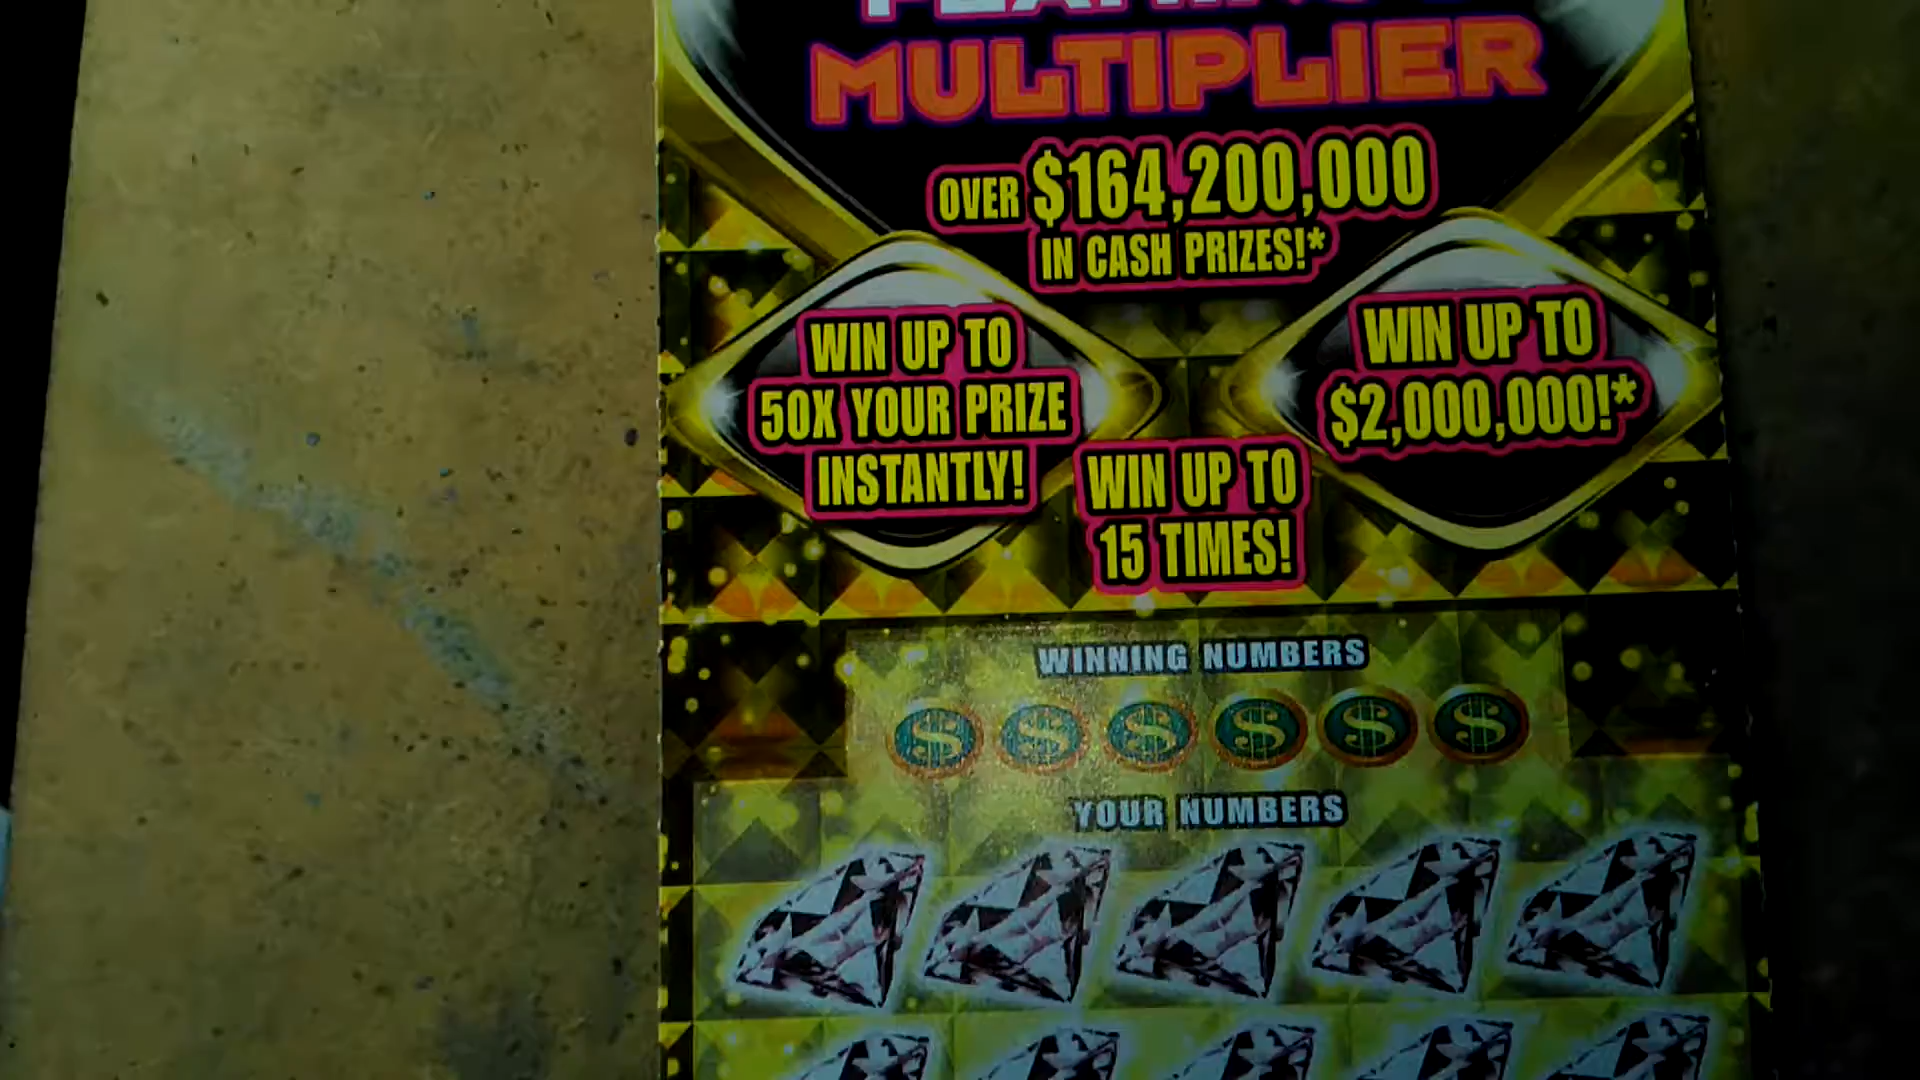 MULTIPLIER
OVER $164,200,000
IN CASH PRIZES!*
WIN UP TO
50X YOUR PRIZE
INSTANTLY!
WIN UP TO
$2,000,000!*
WIN UP TO
15 TIMES!
WINNING NUMBERS
$ $ $ $ $ $
YOUR NUMBERS